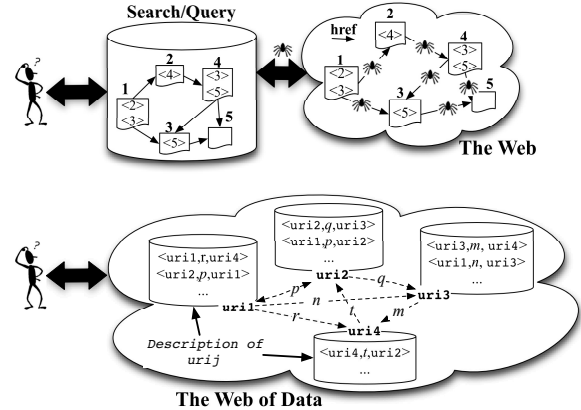 Search/Query
?
1
<2>
<3>
2
<4>
4
<3>
<5>
3
<5>
5
href
1
<2>
<3>
2
<4>
4
<3>
<5>
3
<5>
5
The Web
?
<uri1,r,uri4>
<uri2,p,uri1>
...
<uri2,q,uri3>
<uri1,p,uri2>
...
<uri3,m, uri4>
<uri1,n, uri3>
...
uri1
uri2
uri3
uri4
p
q
n
r
t
m
<uri4,t,uri2>
...
Description of
urij
The Web of Data